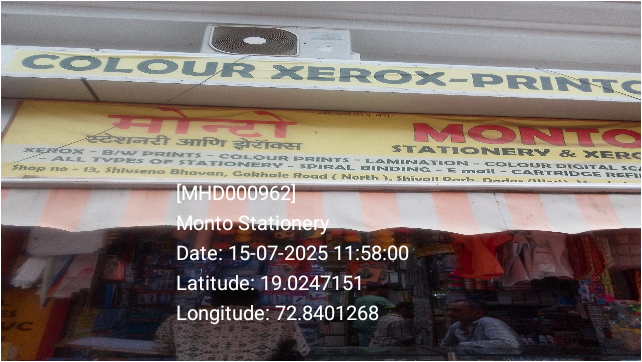 COLOUR XEROX-PRINTO
मोन्टो
स्टेशनरी आणि झेरॉक्स
MONTO
STATIONERY & XERO
XEROX - B/W PRINTS - COLOUR PRINTS - LAMINATION - COLOUR DIGITAL
- ALL TYPES OF STATIONERY - SPIRAL BINDING - E mail - CARTRIDGE REFIL
Shop no - 13, Shivsena Bhavan, Gokhale Road ( North ), Shivaji Park, Dadar
[MHD000962]
Monto Stationery
Date: 15-07-2025 11:58:00
Latitude: 19.0247151
Longitude: 72.8401268